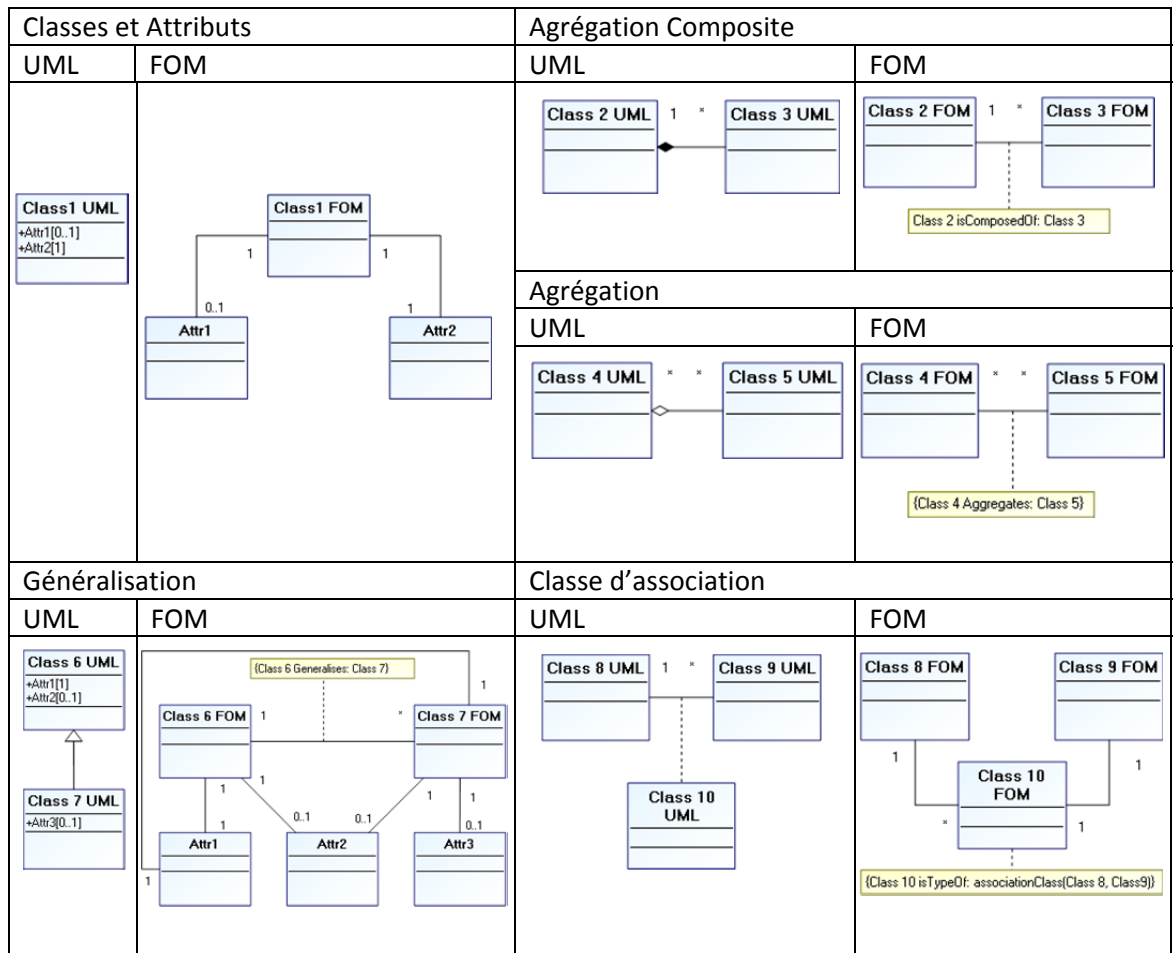 Classes et Attributs
UML
FOM
Class1 UML
+Attr1[0..1]
+Attr2[1]
Class1 FOM
1
1
0..1
1
Attr1
Attr2
Agrégation Composite
UML
FOM
Class 2 UML
1
*
Class 3 UML
Class 2 FOM
1
*
Class 3 FOM
Class 2 isComposedOf: Class 3
Agrégation
UML
FOM
Class 4 UML
*
*
Class 5 UML
Class 4 FOM
*
*
Class 5 FOM
{Class 4 Aggregates: Class 5}
Généralisation
UML
FOM
Class 6 UML
+Attr1[1]
+Attr2[0..1]
Class 7 UML
+Attr3[0..1]
{Class 6 Generalises: Class 7}
1
Class 6 FOM
1
*
Class 7 FOM
1
1
1
1
1
0..1
0..1
0..1
Attr1
Attr2
Attr3
1
Classe d’association
UML
FOM
Class 8 UML
1
*
Class 9 UML
Class 10
UML
Class 8 FOM
Class 9 FOM
1
1
Class 10
FOM
*
1
{Class 10 isTypeOf: associationClass(Class 8, Class9)}